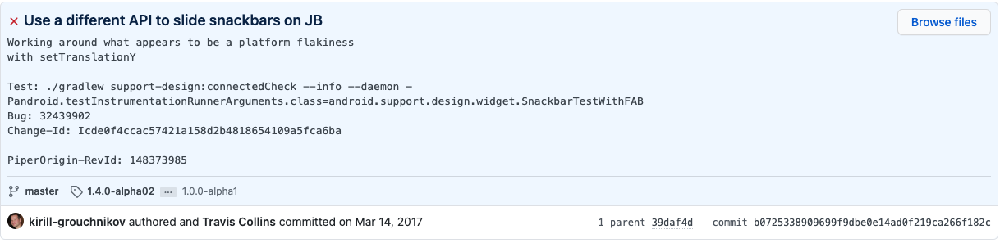 Use a different API to slide snackbars on JB
Browse files
Working around what appears to be a platform flakiness
with setTranslationY
Test: ./gradlew support-design:connectedCheck --info --daemon -
Pandroid.testInstrumentationRunnerArguments.class=android.support.design.widget.SnackbarTestWithFAB
Bug: 32439902
Change-Id: Icde0f4ccac57421a158d2b4818654109a5fca6ba
PiperOrigin-RevId: 148373985
master 1.4.0-alpha02 … 1.0.0-alpha1
kirill-grouchnikov authored and Travis Collins committed on Mar 14, 2017
1 parent 39daf4d commit b0725338909699f9dbe0e14ad0f219ca266f182c